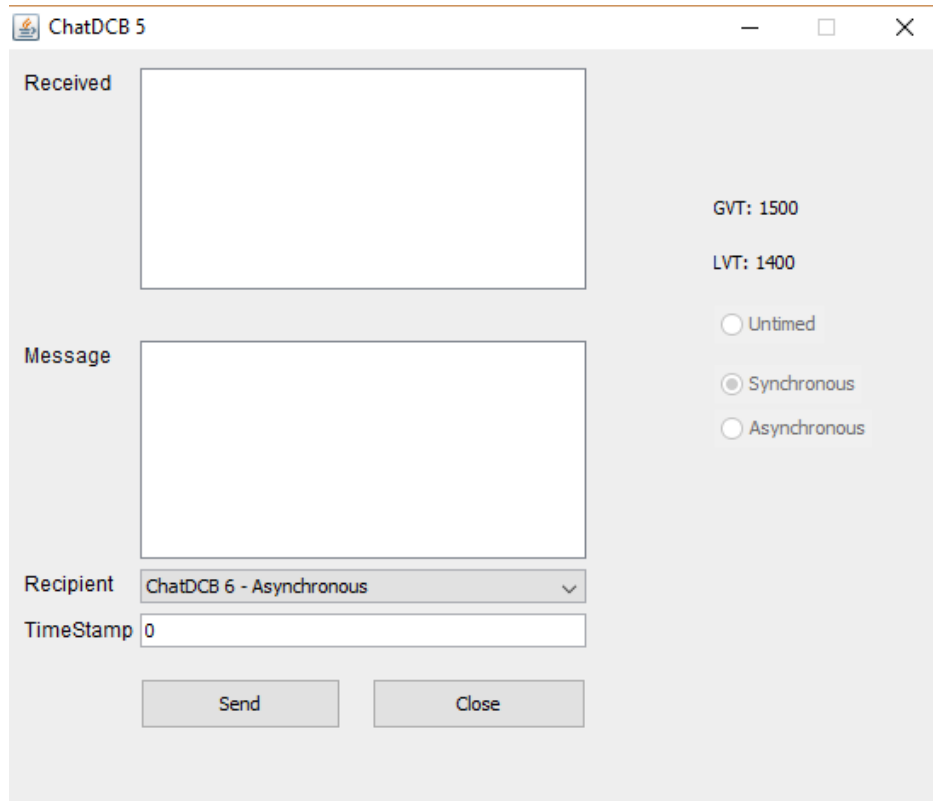 ChatDCB 5
Received
GVT: 1500
LVT: 1400
Untimed
Message
Synchronous
Asynchronous
Recipient ChatDCB 6 - Asynchronous
TimeStamp 0
Send Close